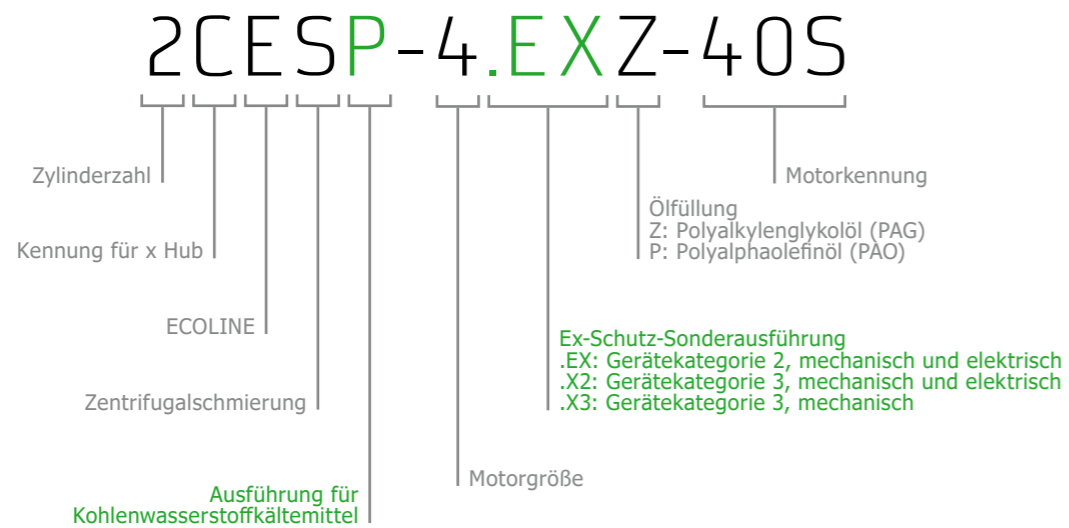 2CESP-4.EXZ-40S
Zylinderzahl
Motorkennung
Ölfüllung
Z: Polyalkylenglykolöl (PAG)
P: Polyalphaolefinöl (PAO)
Kennung für x Hub
ECOLINE
Ex-Schutz-Sonderausführung
.EX: Gerätekategorie 2, mechanisch und elektrisch
.X2: Gerätekategorie 3, mechanisch und elektrisch
.X3: Gerätekategorie 3, mechanisch
Zentrifugalschmierung
Motorgröße
Ausführung für
Kohlenwasserstoffkältemittel